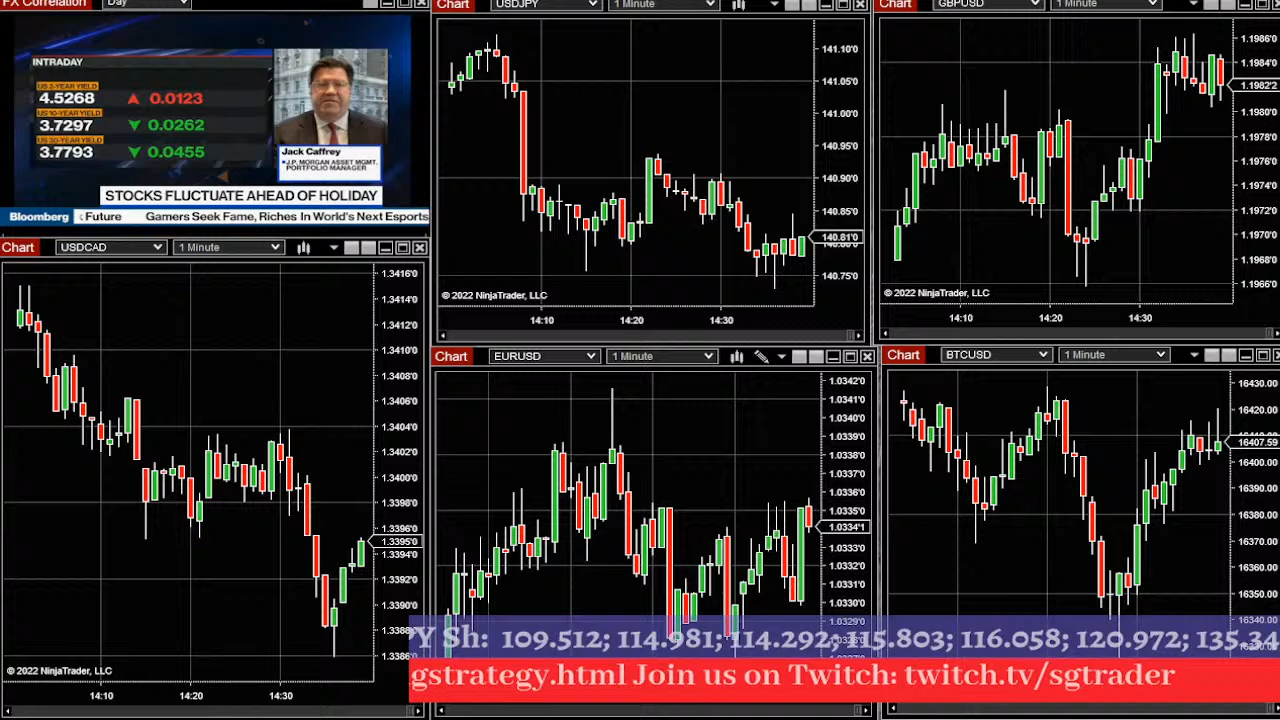 FX Correlation
Day
INTRADAY
US 2-YEAR YIELD
4.5268 ▲ 0.0123
US 10-YEAR YIELD
3.7297 ▼ 0.0262
US 30-YEAR YIELD
3.7793 ▼ 0.0455
Jack Caffrey
J.P. MORGAN ASSET MGMT.
PORTFOLIO MANAGER
STOCKS FLUCTUATE AHEAD OF HOLIDAY
Bloomberg Future Gamers Seek Fame, Riches In World's Next Esports
Chart USDJPY 1 Minute
141.10'0
141.05'0
141.00'0
140.95'0
140.90'0
140.85'0
140.81'0
140.75'0
© 2022 NinjaTrader, LLC
14:10 14:20 14:30
Chart GBPUSD 1 Minute
1.1986'0
1.1984'0
1.1982'2
1.1978'0
1.1976'0
1.1974'0
1.1972'0
1.1970'0
1.1968'0
1.1966'0
© 2022 NinjaTrader, LLC
14:10 14:20 14:30
Chart USDCAD 1 Minute
1.3416'0
1.3414'0
1.3412'0
1.3410'0
1.3408'0
1.3406'0
1.3404'0
1.3402'0
1.3400'0
1.3398'0
1.3396'0
1.3395'0
1.3394'0
1.3392'0
1.3390'0
1.3388'0
1.3386'0
© 2022 NinjaTrader, LLC
14:10 14:20 14:30
Chart EURUSD 1 Minute
1.0342'0
1.0341'0
1.0340'0
1.0339'0
1.0338'0
1.0337'0
1.0336'0
1.0335'0
1.0334'1
1.0333'0
1.0332'0
1.0331'0
1.0330'0
1.0329'0
Chart BTCUSD 1 Minute
16430.00
16420.00
16407.59
16400.00
16390.00
16380.00
16370.00
16360.00
16350.00
16340.00
Y Sh: 109.512; 114.981; 114.292; 115.803; 116.058; 120.972; 135.34
gstrategy.html Join us on Twitch: twitch.tv/sgtrader